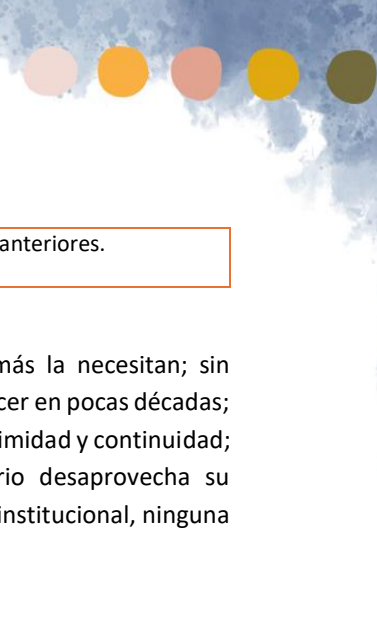 anteriores.
más la necesitan; sin
cer en pocas décadas;
imidad y continuidad;
rio desaprovecha su
institucional, ninguna